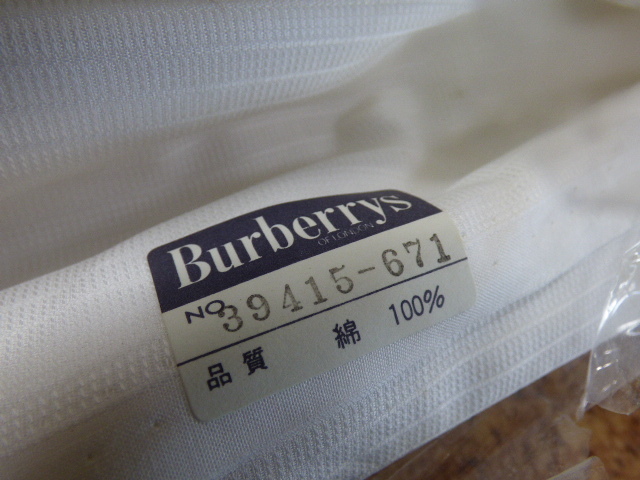 Burberrys
OF LONDON
NO 39415-671
品質 綿 100%